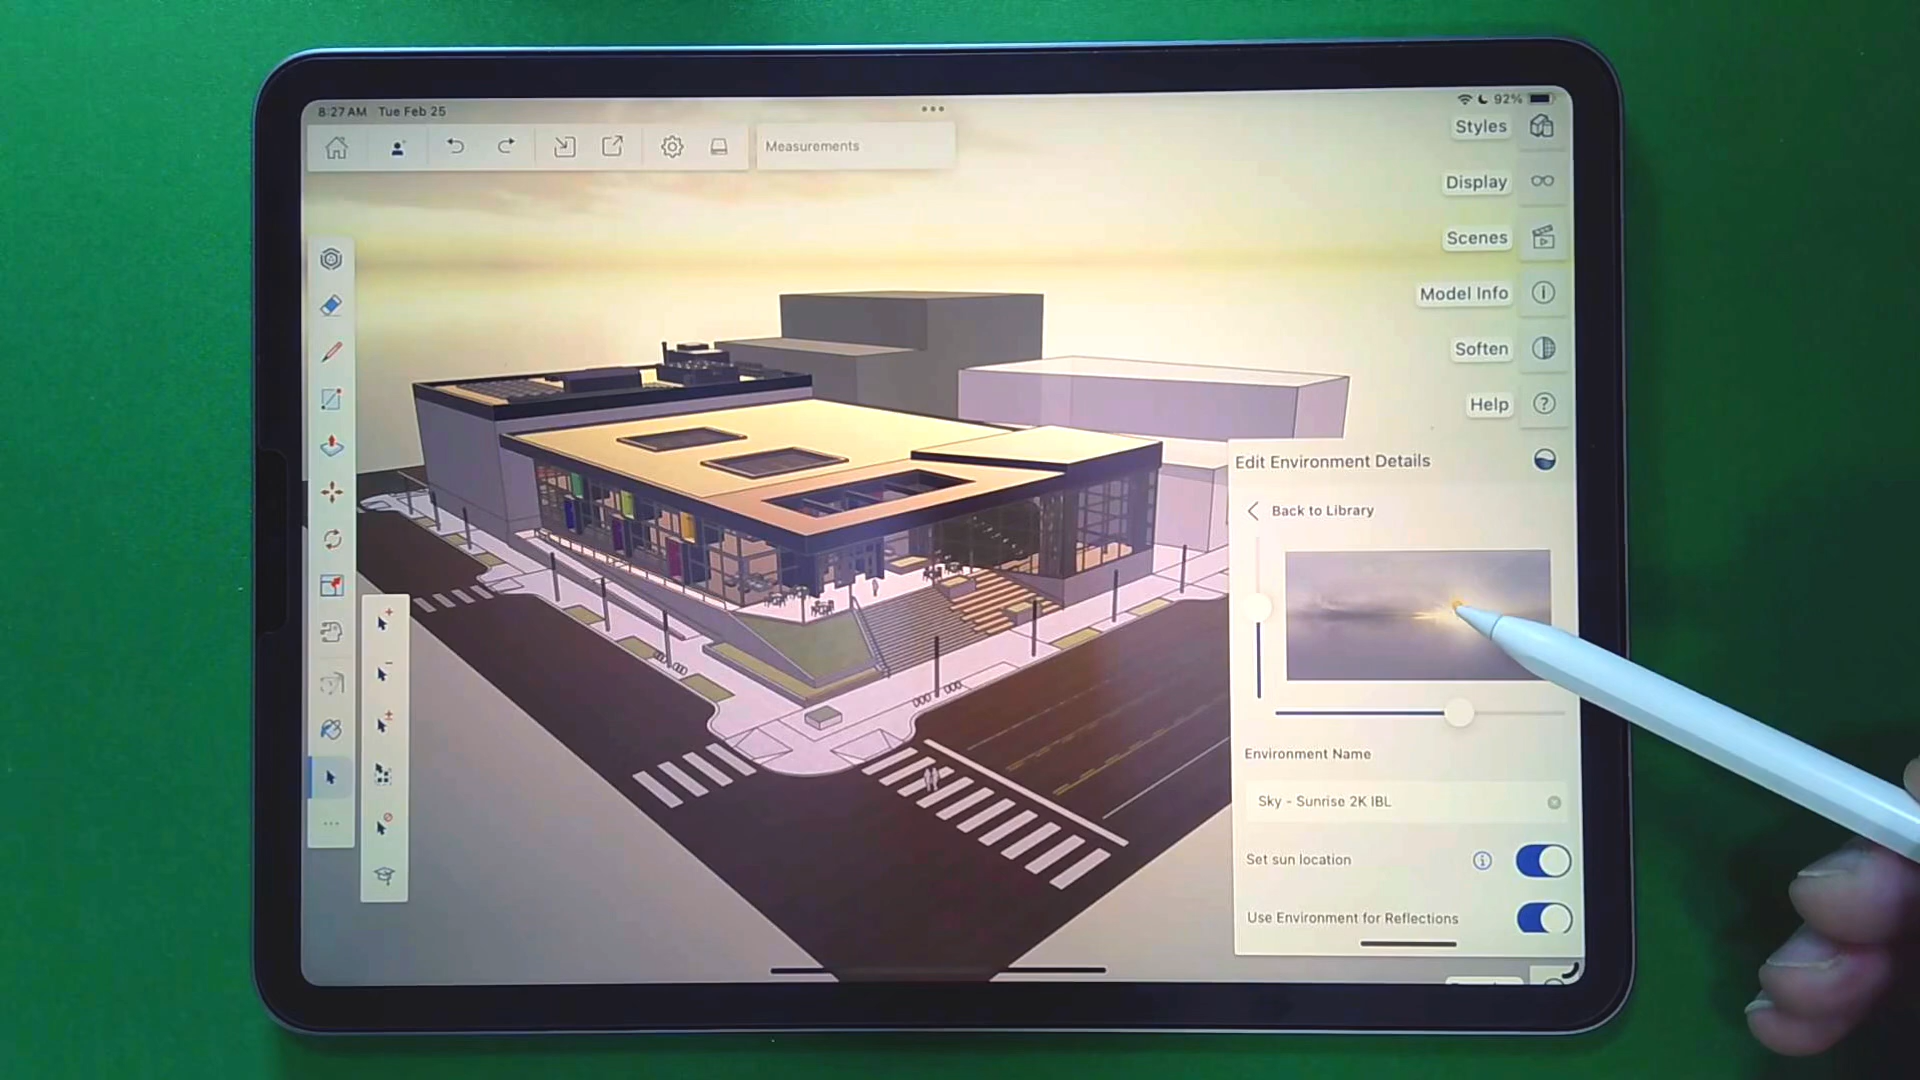 8:27 AM Tue Feb 25
92%
Measurements
Styles
Display
Scenes
Model Info
Soften
Help
Edit Environment Details
Back to Library
Environment Name
Sky - Sunrise 2K IBL
Set sun location
Use Environment for Reflections